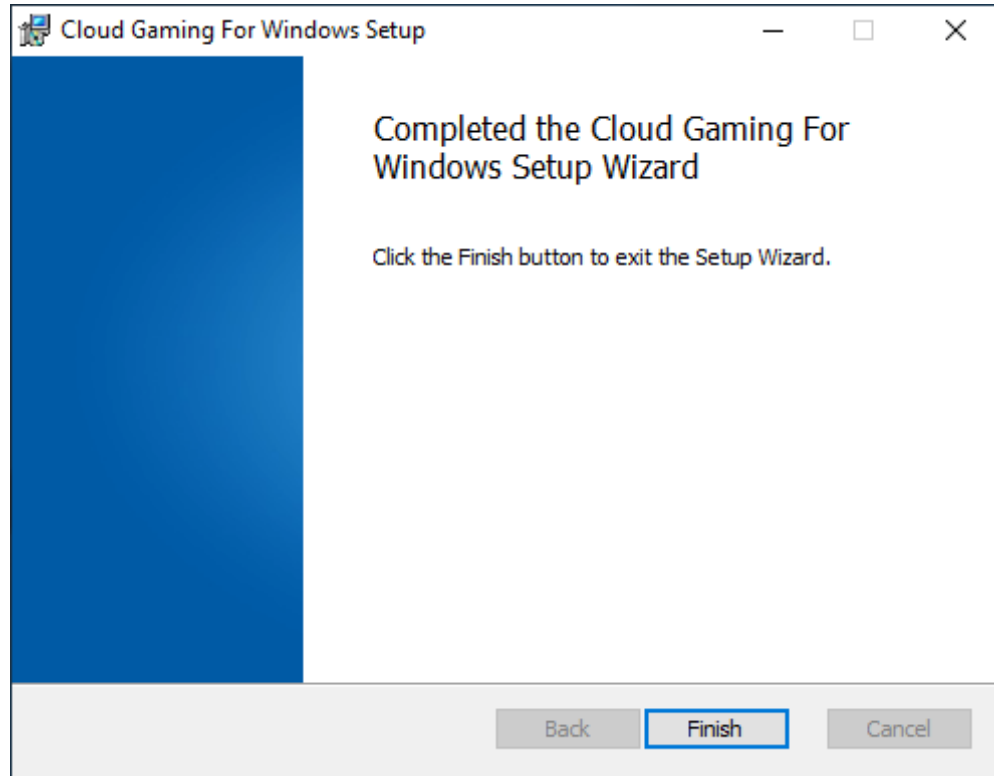 Cloud Gaming For Windows Setup
Completed the Cloud Gaming For
Windows Setup Wizard
Click the Finish button to exit the Setup Wizard.
Back Finish Cancel